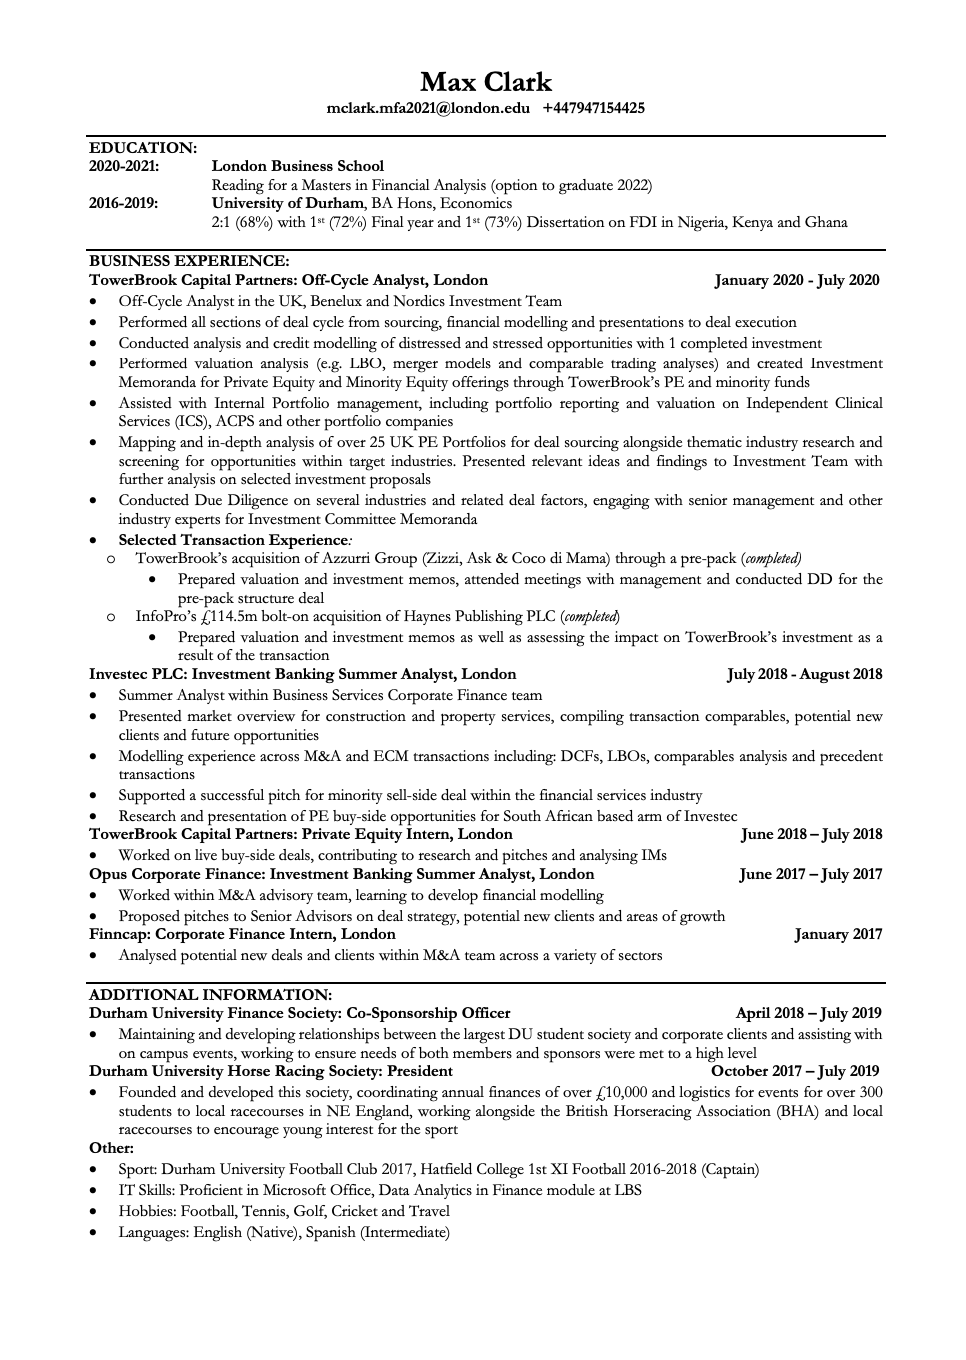 Max Clark
mclark.mfa2021@london.edu +447947154425
EDUCATION:
2020-2021: London Business School
Reading for a Masters in Financial Analysis (option to graduate 2022)
2016-2019: University of Durham, BA Hons, Economics
2:1 (68%) with 1st (72%) Final year and 1st (73%) Dissertation on FDI in Nigeria, Kenya and Ghana
BUSINESS EXPERIENCE:
TowerBrook Capital Partners: Off-Cycle Analyst, London January 2020 - July 2020
• Off-Cycle Analyst in the UK, Benelux and Nordics Investment Team
• Performed all sections of deal cycle from sourcing, financial modelling and presentations to deal execution
• Conducted analysis and credit modelling of distressed and stressed opportunities with 1 completed investment
• Performed valuation analysis (e.g. LBO, merger models and comparable trading analyses) and created Investment
Memoranda for Private Equity and Minority Equity offerings through TowerBrook's PE and minority funds
• Assisted with Internal Portfolio management, including portfolio reporting and valuation on Independent Clinical
Services (ICS), ACPS and other portfolio companies
• Mapping and in-depth analysis of over 25 UK PE Portfolios for deal sourcing alongside thematic industry research and
screening for opportunities within target industries. Presented relevant ideas and findings to Investment Team with
further analysis on selected investment proposals
• Conducted Due Diligence on several industries and related deal factors, engaging with senior management and other
industry experts for Investment Committee Memoranda
• Selected Transaction Experience:
o TowerBrook's acquisition of Azzurri Group (Zizzi, Ask & Coco di Mama) through a pre-pack (completed)
• Prepared valuation and investment memos, attended meetings with management and conducted DD for the
pre-pack structure deal
o InfoPro's £114.5m bolt-on acquisition of Haynes Publishing PLC (completed)
• Prepared valuation and investment memos as well as assessing the impact on TowerBrook's investment as a
result of the transaction
Investec PLC: Investment Banking Summer Analyst, London July 2018 - August 2018
• Summer Analyst within Business Services Corporate Finance team
• Presented market overview for construction and property services, compiling transaction comparables, potential new
clients and future opportunities
• Modelling experience across M&A and ECM transactions including: DCFs, LBOs, comparables analysis and precedent
transactions
• Supported a successful pitch for minority sell-side deal within the financial services industry
• Research and presentation of PE buy-side opportunities for South African based arm of Investec
TowerBrook Capital Partners: Private Equity Intern, London June 2018 – July 2018
• Worked on live buy-side deals, contributing to research and pitches and analysing IMs
Opus Corporate Finance: Investment Banking Summer Analyst, London June 2017 – July 2017
• Worked within M&A advisory team, learning to develop financial modelling
• Proposed pitches to Senior Advisors on deal strategy, potential new clients and areas of growth
Finncap: Corporate Finance Intern, London January 2017
• Analysed potential new deals and clients within M&A team across a variety of sectors
ADDITIONAL INFORMATION:
Durham University Finance Society: Co-Sponsorship Officer April 2018 – July 2019
• Maintaining and developing relationships between the largest DU student society and corporate clients and assisting with
on campus events, working to ensure needs of both members and sponsors were met to a high level
Durham University Horse Racing Society: President October 2017 – July 2019
• Founded and developed this society, coordinating annual finances of over £10,000 and logistics for events for over 300
students to local racecourses in NE England, working alongside the British Horseracing Association (BHA) and local
racecourses to encourage young interest for the sport
Other:
• Sport: Durham University Football Club 2017, Hatfield College 1st XI Football 2016-2018 (Captain)
• IT Skills: Proficient in Microsoft Office, Data Analytics in Finance module at LBS
• Hobbies: Football, Tennis, Golf, Cricket and Travel
• Languages: English (Native), Spanish (Intermediate)